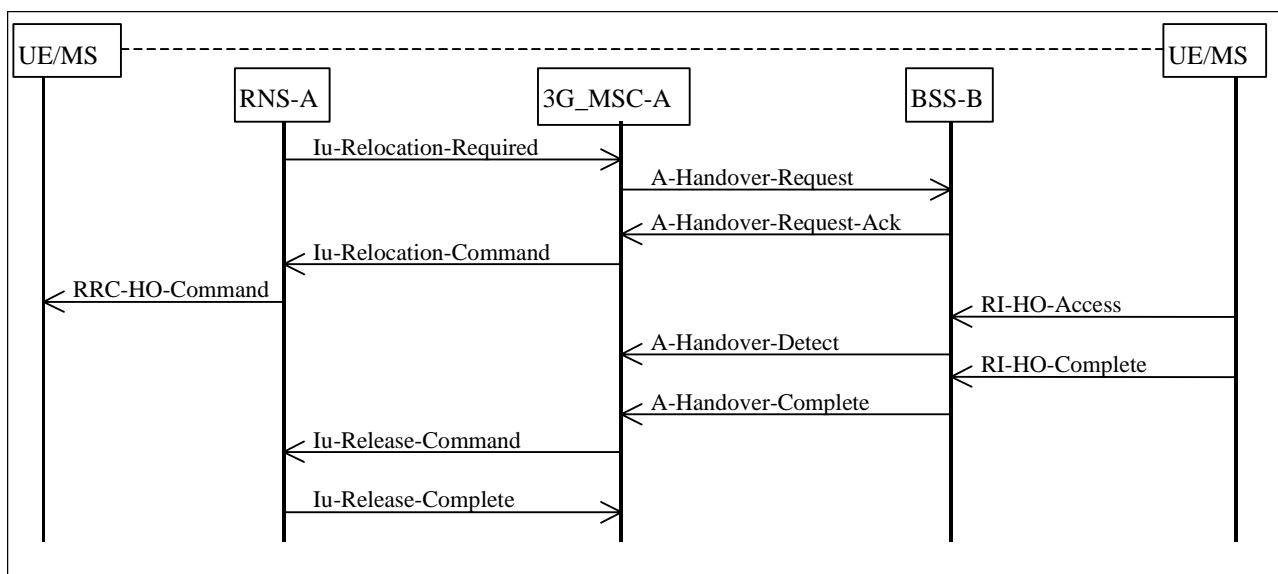 UE/MS
UE/MS
RNS-A
3G_MSC-A
BSS-B
Iu-Relocation-Required
A-Handover-Request
A-Handover-Request-Ack
Iu-Relocation-Command
RRC-HO-Command
RI-HO-Access
A-Handover-Detect
RI-HO-Complete
A-Handover-Complete
Iu-Release-Command
Iu-Release-Complete